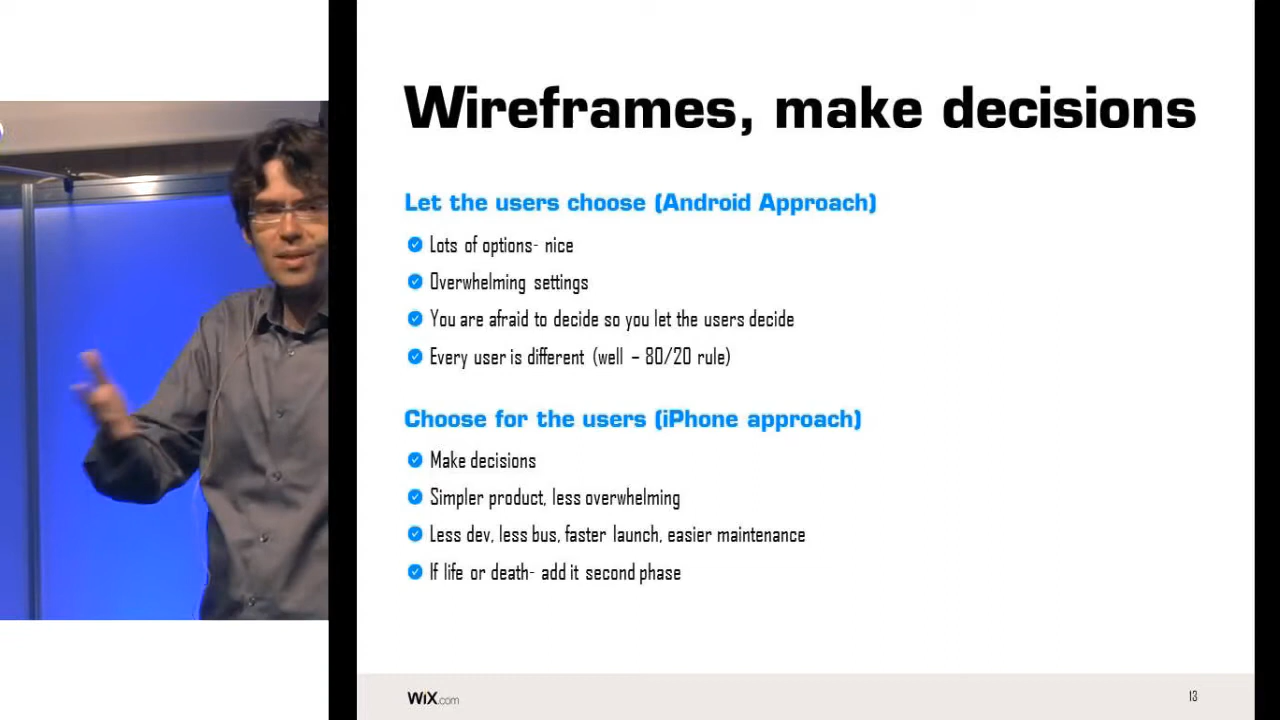 Wireframes, make decisions
Let the users choose (Android Approach)
Lots of options- nice
Overwhelming settings
You are afraid to decide so you let the users decide
Every user is different (well – 80/20 rule)
Choose for the users (iPhone approach)
Make decisions
Simpler product, less overwhelming
Less dev, less bus, faster launch, easier maintenance
If life or death- add it second phase
WiX.com
13